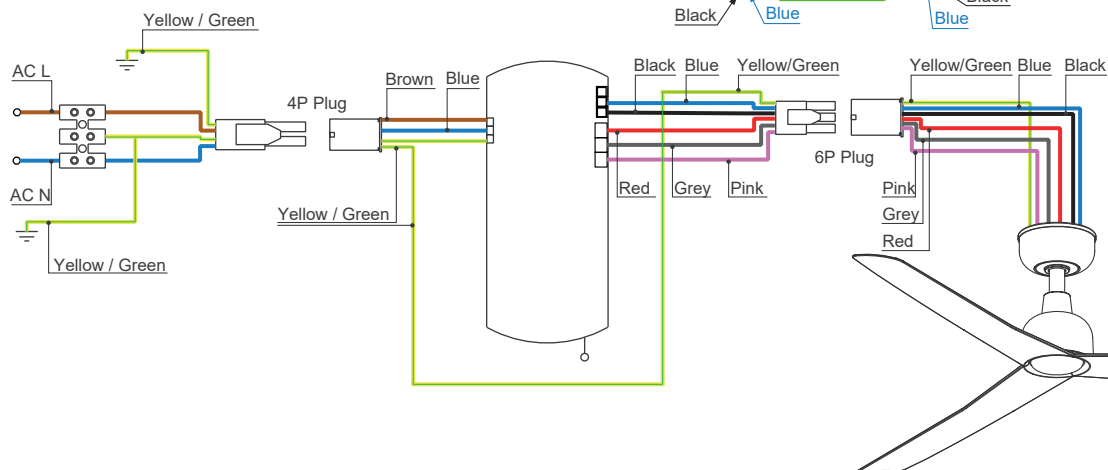 Black
Blue
Black
Blue
Yellow / Green
AC L
Brown
Blue
4P Plug
Black
Blue
Yellow/Green
Yellow/Green
Blue
Black
6P Plug
AC N
Red
Grey
Pink
Pink
Grey
Red
Yellow / Green
Yellow / Green